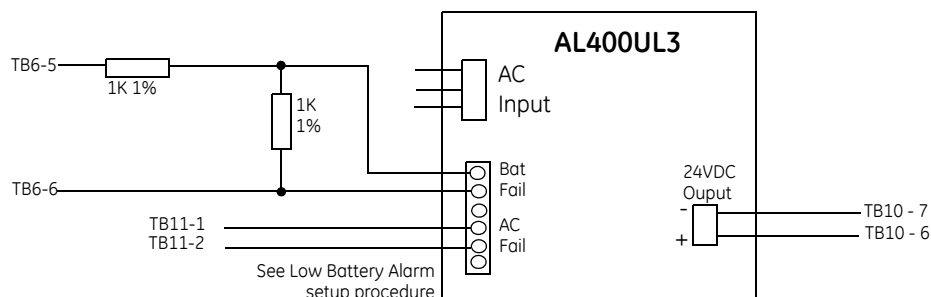 AL400UL3
TB6-5
1K 1%
AC
Input
1K
1%
Bat
Fail
TB6-6
24VDC
Ouput
-
+
TB10 - 7
TB10 - 6
TB11-1
TB11-2
AC
Fail
See Low Battery Alarm
setup procedure